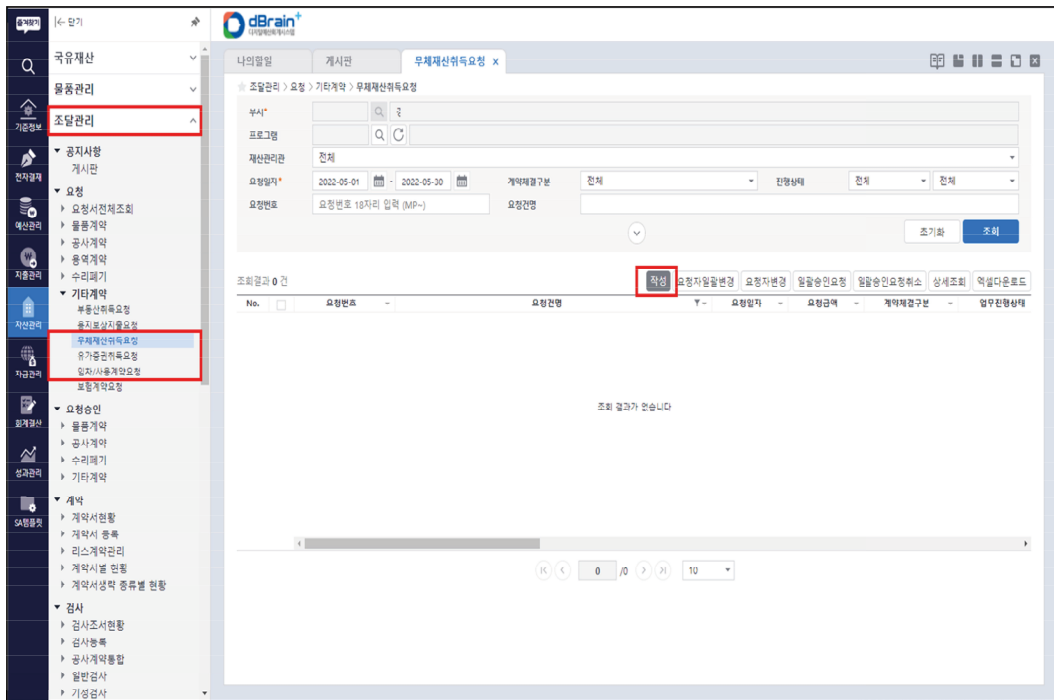 즐겨찾기
닫기
dBrain+
디지털예산회계시스템
국유재산
물품관리
조달관리
공지사항
게시판
요청
요청서전체조회
물품계약
공사계약
용역계약
수리폐기
기타계약
부동산취득요청
용지보상지출요청
무체재산취득요청
유가증권취득요청
임차/사용계약요청
보험계약요청
요청승인
물품계약
공사계약
수리폐기
기타계약
계약
계약서현황
계약서 등록
리스계약관리
계약서별 현황
계약서생략 종류별 현황
검사
검사조서현황
검사등록
공사계약통합
일반검사
기성검사
기준정보
전자결재
예산관리
지출관리
자산관리
자금관리
회계결산
성과관리
SA템플릿
나의할일 게시판 무체재산취득요청 x
조달관리 > 요청 > 기타계약 > 무체재산취득요청
부서*
프로그램
재산관리관 전체
요청일자* 2022-05-01 - 2022-05-30 계약체결구분 전체 진행상태 전체 전체
요청번호 요청번호 18자리 입력 (MP~) 요청건명
초기화 조회
조회결과 0 건 작성 요청자일괄변경 요청자변경 일괄승인요청 일괄승인요청취소 상세조회 엑셀다운로드
No. 요청번호 요청건명 요청일자 요청금액 계약체결구분 업무진행상태
조회 결과가 없습니다
0 /0 10